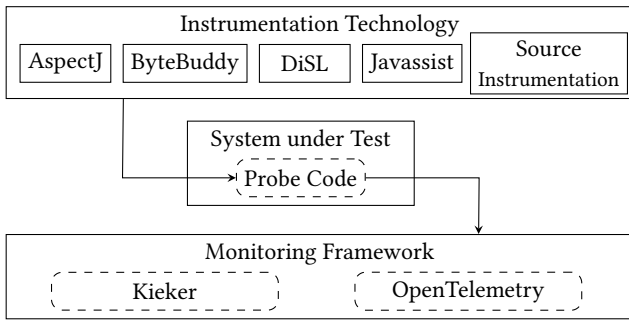 Instrumentation Technology
AspectJ ByteBuddy DiSL Javassist Source
Instrumentation
System under Test
Probe Code
Monitoring Framework
Kieker OpenTelemetry